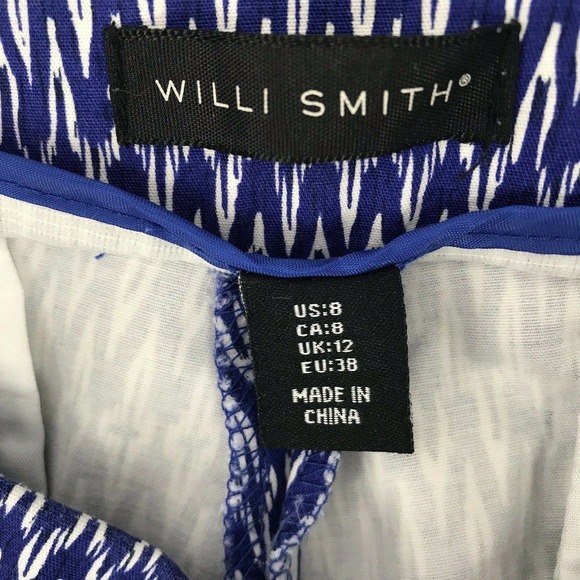 WILLI SMITH®
US:8
CA:8
UK:12
EU:38
MADE IN
CHINA